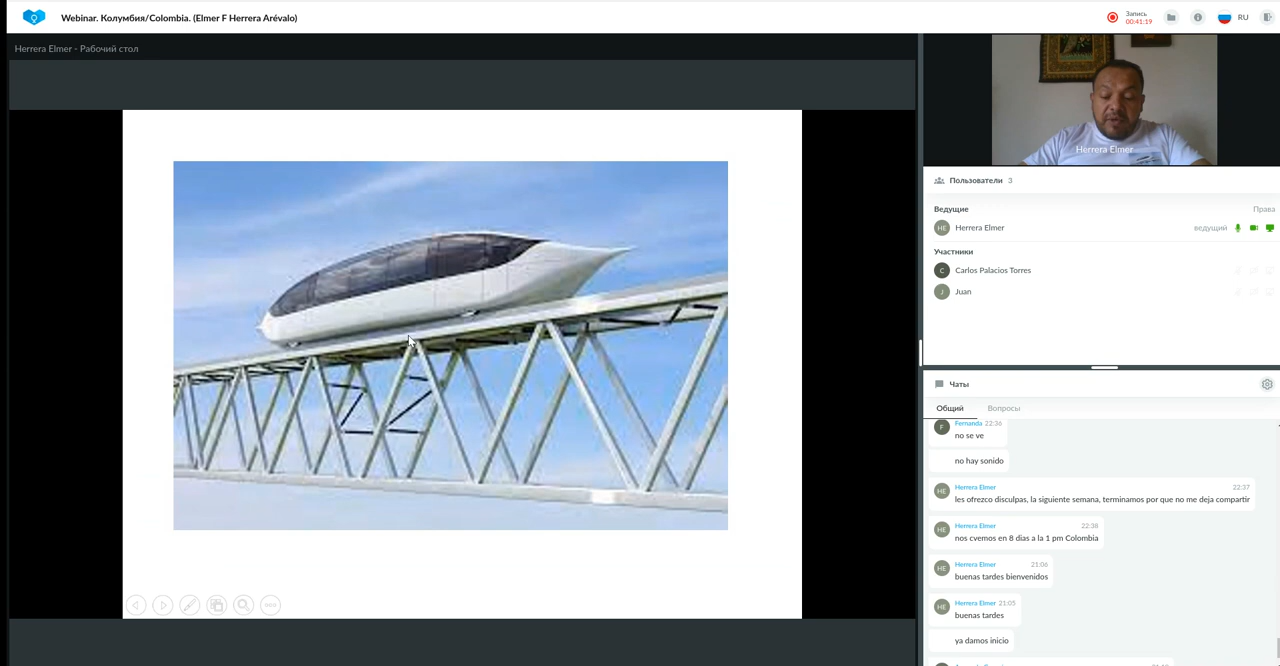 Webinar. Колумбия/Colombia. (Elmer F Herrera Arévalo)
Запись
00:41:19
RU
Herrera Elmer - Рабочий стол
Herrera Elmer
Пользователи 3
Ведущие Права
HE Herrera Elmer ведущий
Участники
C Carlos Palacios Torres
J Juan
Чаты
Общий Вопросы
F Fernanda 22:36
no se ve
no hay sonido
HE Herrera Elmer 22:37
les ofrezco disculpas, la siguiente semana, terminamos por que no me deja compartir
HE Herrera Elmer 22:38
nos cvemos en 8 dias a la 1 pm Colombia
HE Herrera Elmer 21:06
buenas tardes bienvenidos
HE Herrera Elmer 21:05
buenas tardes
ya damos inicio